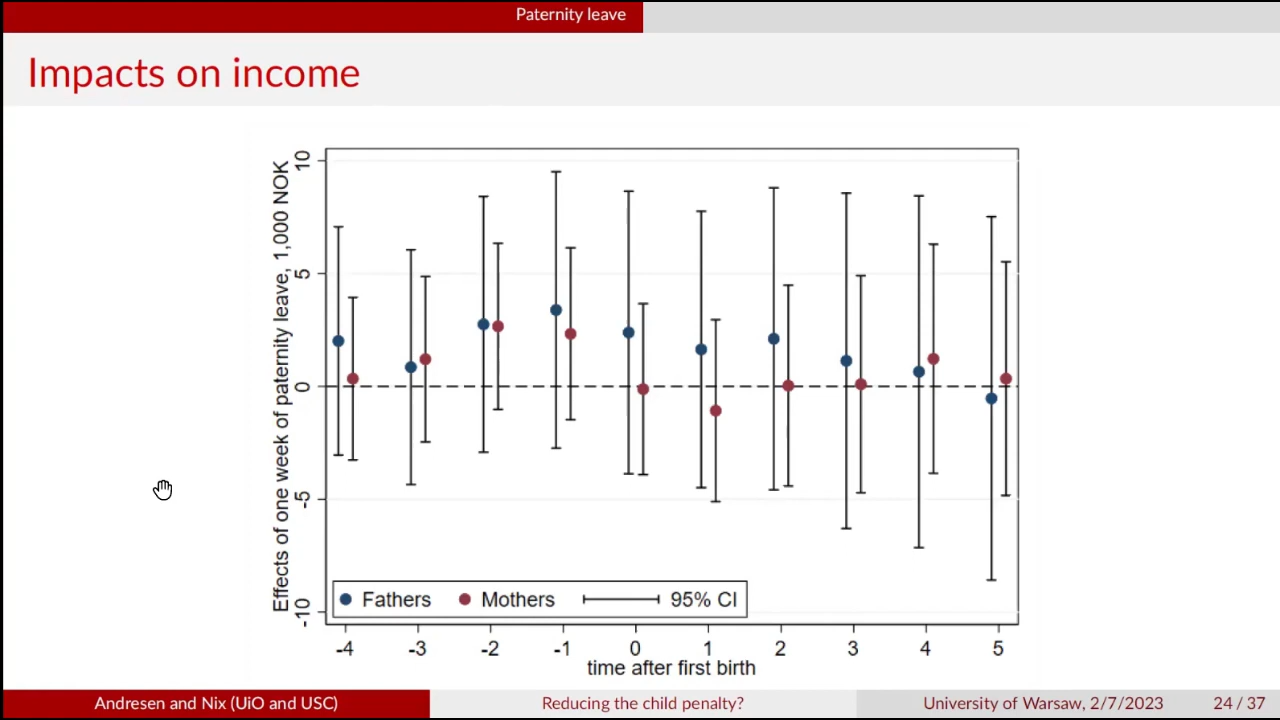 Paternity leave
Impacts on income
Effects of one week of paternity leave, 1,000 NOK
10
5
0
-5
-10
Fathers
Mothers
95% CI
-4 -3 -2 -1 0 1 2 3 4 5
time after first birth
Andresen and Nix (UiO and USC) Reducing the child penalty? University of Warsaw, 2/7/2023 24 / 37